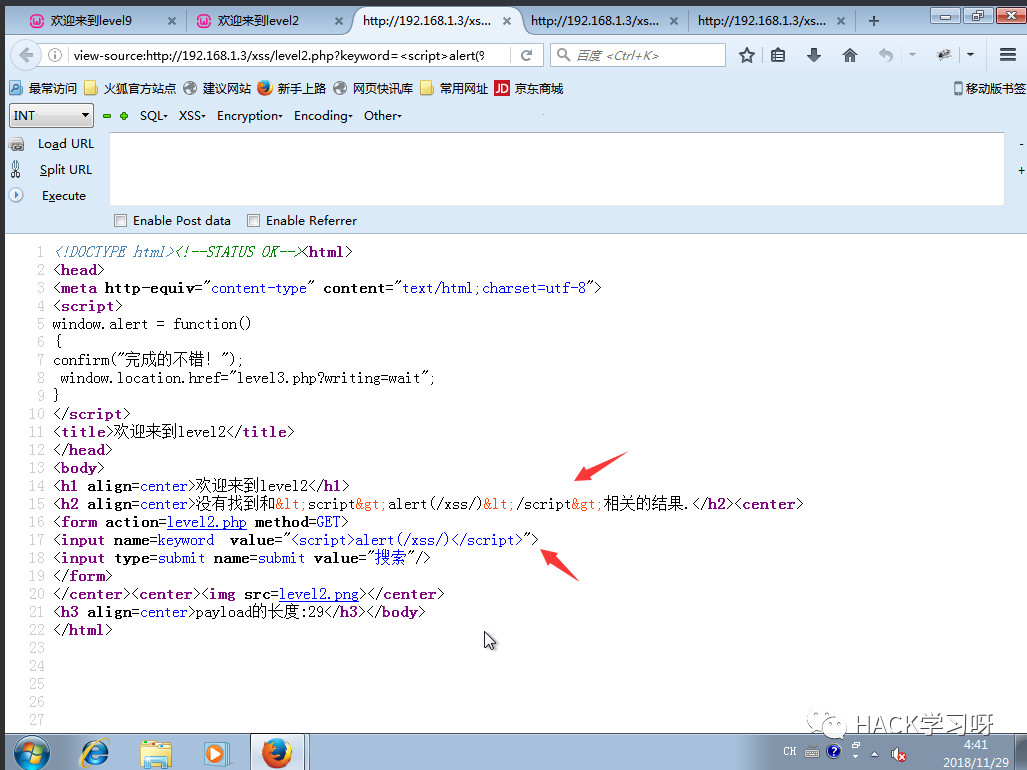 欢迎来到level9 × 欢迎来到level2 × http://192.168.1.3/xs... × http://192.168.1.3/xs... × http://192.168.1.3/xs... × +
view-source:http://192.168.1.3/xss/level2.php?keyword=<script>alert(% 百度 <Ctrl+K>
最常访问 火狐官方站点 建议网站 新手上路 网页快讯库 常用网址 JD 京东商城 移动版书签
INT SQL- XSS- Encryption- Encoding- Other-
Load URL
Split URL
Execute
Enable Post data Enable Referrer
1 <!DOCTYPE html><!--STATUS OK--><html>
2 <head>
3 <meta http-equiv="content-type" content="text/html;charset=utf-8">
4 <script>
5 window.alert = function()
6 {
7 confirm("完成的不错！");
8 window.location.href="level3.php?writing=wait";
9 }
10 </script>
11 <title>欢迎来到level2</title>
12 </head>
13 <body>
14 <h1 align=center>欢迎来到level2</h1>
15 <h2 align=center>没有找到和&lt;script&gt;alert(/xss/)&lt;/script&gt;相关的结果.</h2><center>
16 <form action=level2.php method=GET>
17 <input name=keyword  value="<script>alert(/xss/)</script>">
18 <input type=submit name=submit value="搜索"/>
19 </form>
20 </center><center><img src=level2.png></center>
21 <h3 align=center>payload的长度:29</h3></body>
22 </html>
23
24
25
26
27
HACK学习呀
CH
4:41
2018/11/29